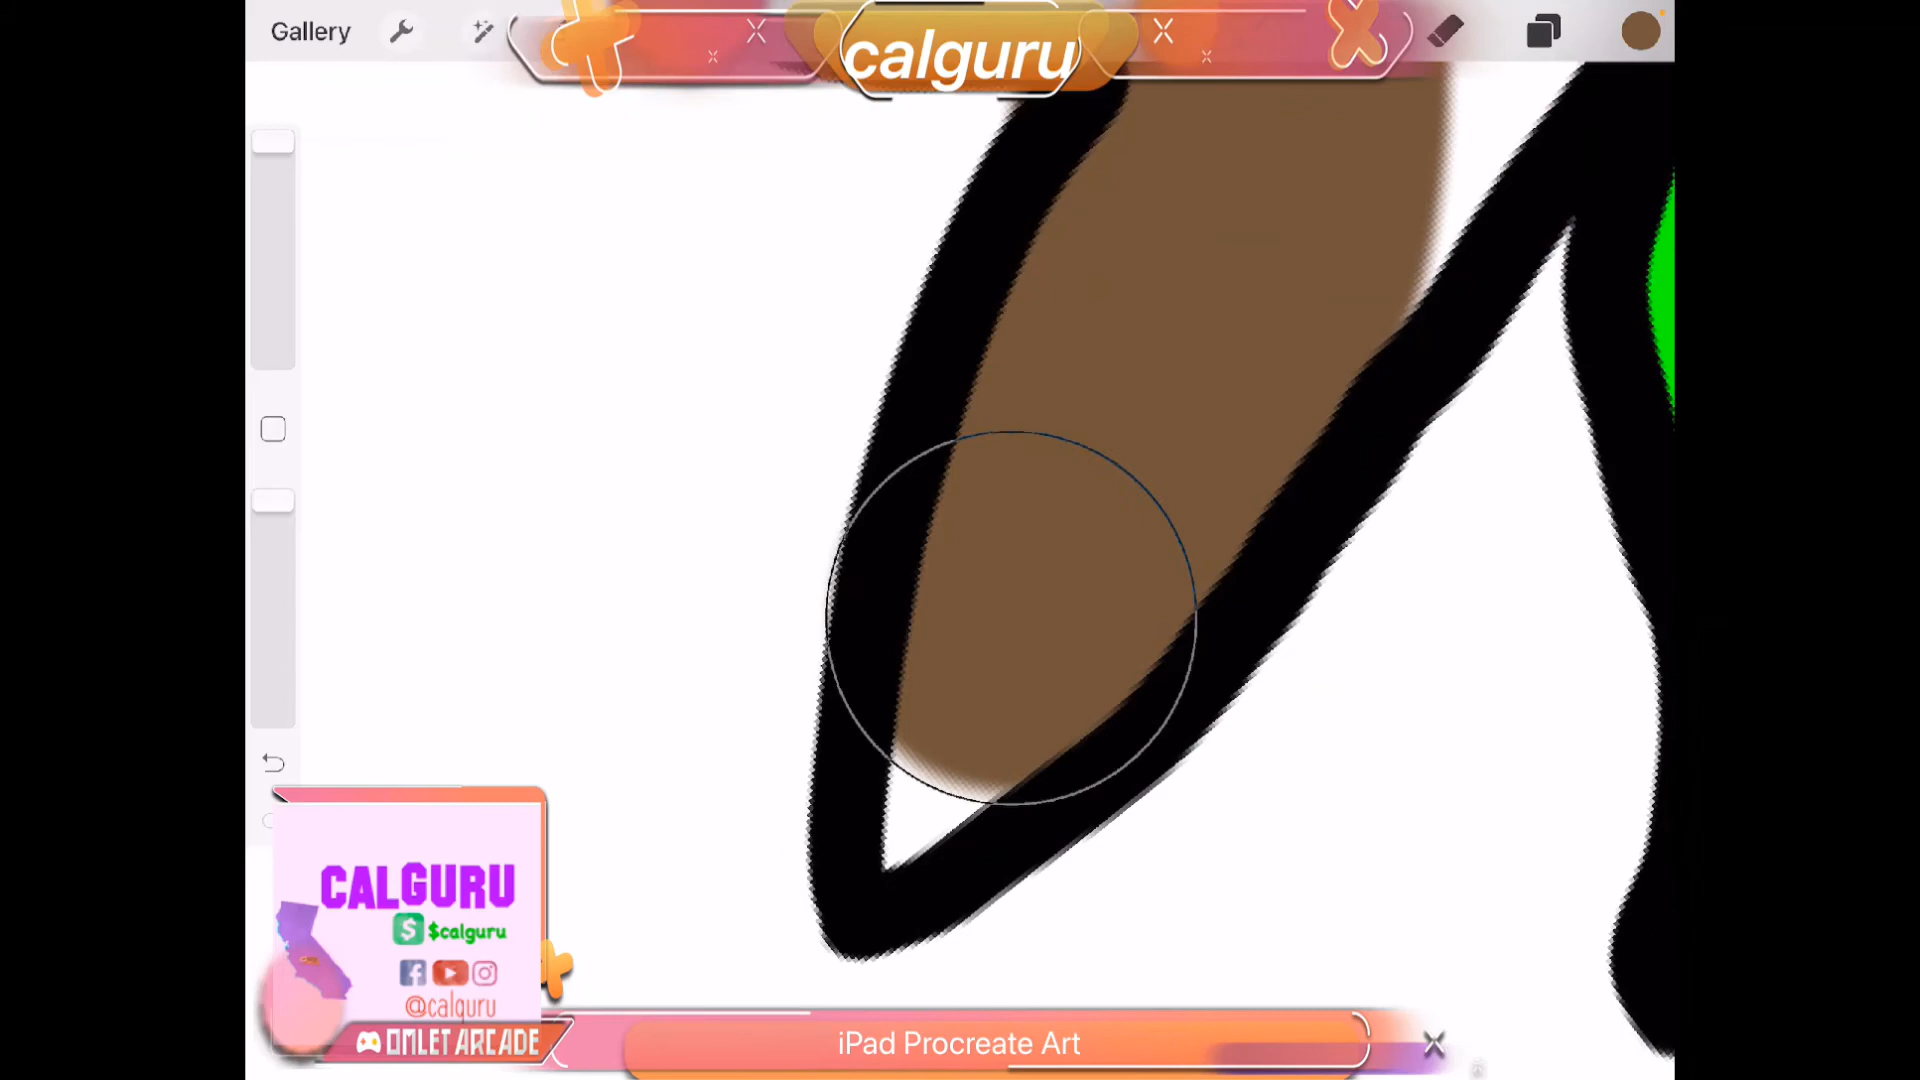 Gallery
calguru
CALGURU
$ $calguru
@calguru
OMLET ARCADE
iPad Procreate Art